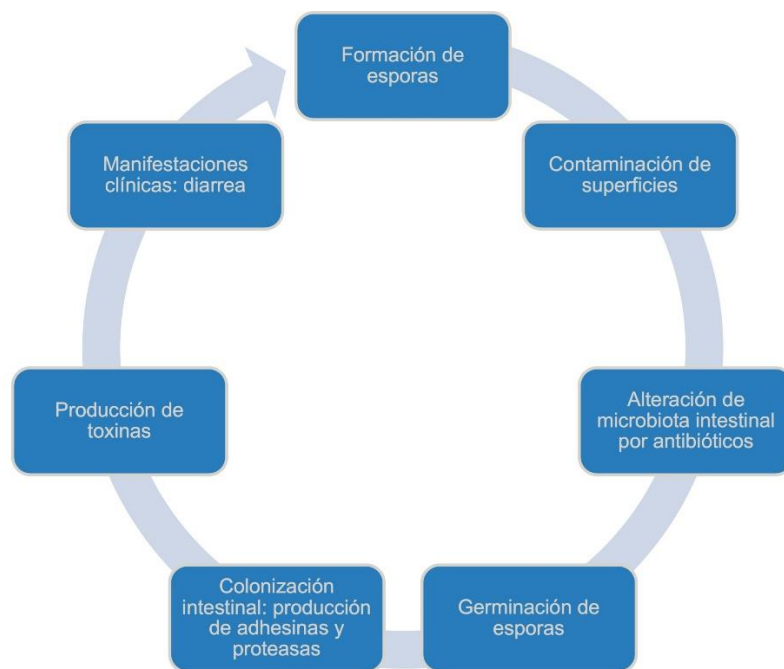 Formación de
esporas
Contaminación de
superficies
Alteración de
microbiota intestinal
por antibióticos
Germinación de
esporas
Colonización
intestinal: producción
de adhesinas y
proteasas
Producción de
toxinas
Manifestaciones
clínicas: diarrea